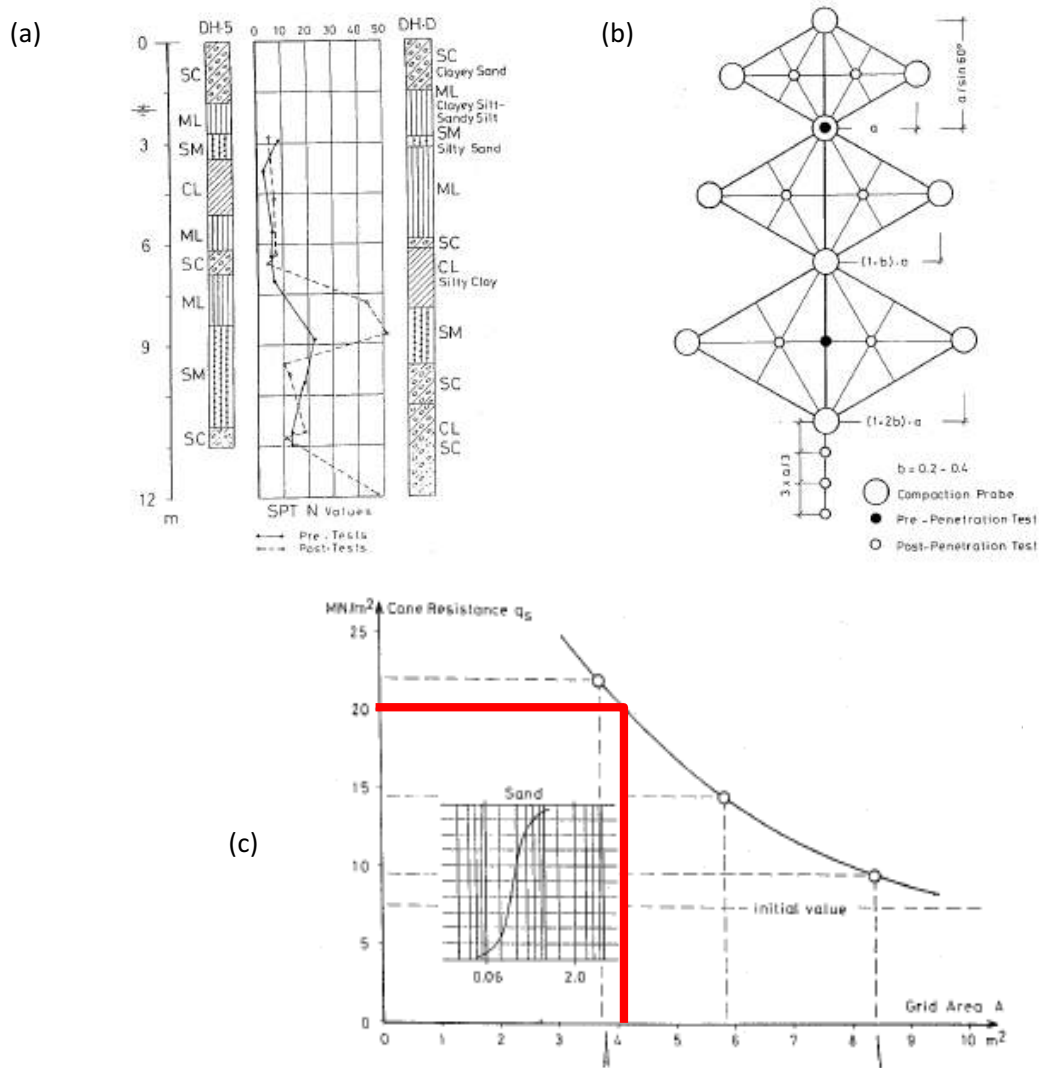 (a)
DH-5
0 10 20 30 40 50
DH-D
0
SC
SC
Clayey Sand
ML
ML
Clayey Silt-
Sandy Silt
3
SM
SM
Silty Sand
CL
ML
ML
6
SC
SC
CL
Silty Clay
ML
SM
9
SM
SC
CL
SC
SC
12
m
SPT N Values
Pre - Tests
Post-Tests
(b)
a/sin 60°
a
(1+b)·a
(1+2b)·a
3 x a/3
b = 0.2 - 0.4
Compaction Probe
Pre-Penetration Test
Post-Penetration Test
(c)
MN/m² Cone Resistance qs
25
20
15
10
5
0
Sand
0.06 2.0
initial value
Grid Area A
0 1 2 3 4 5 6 7 8 9 10 m²